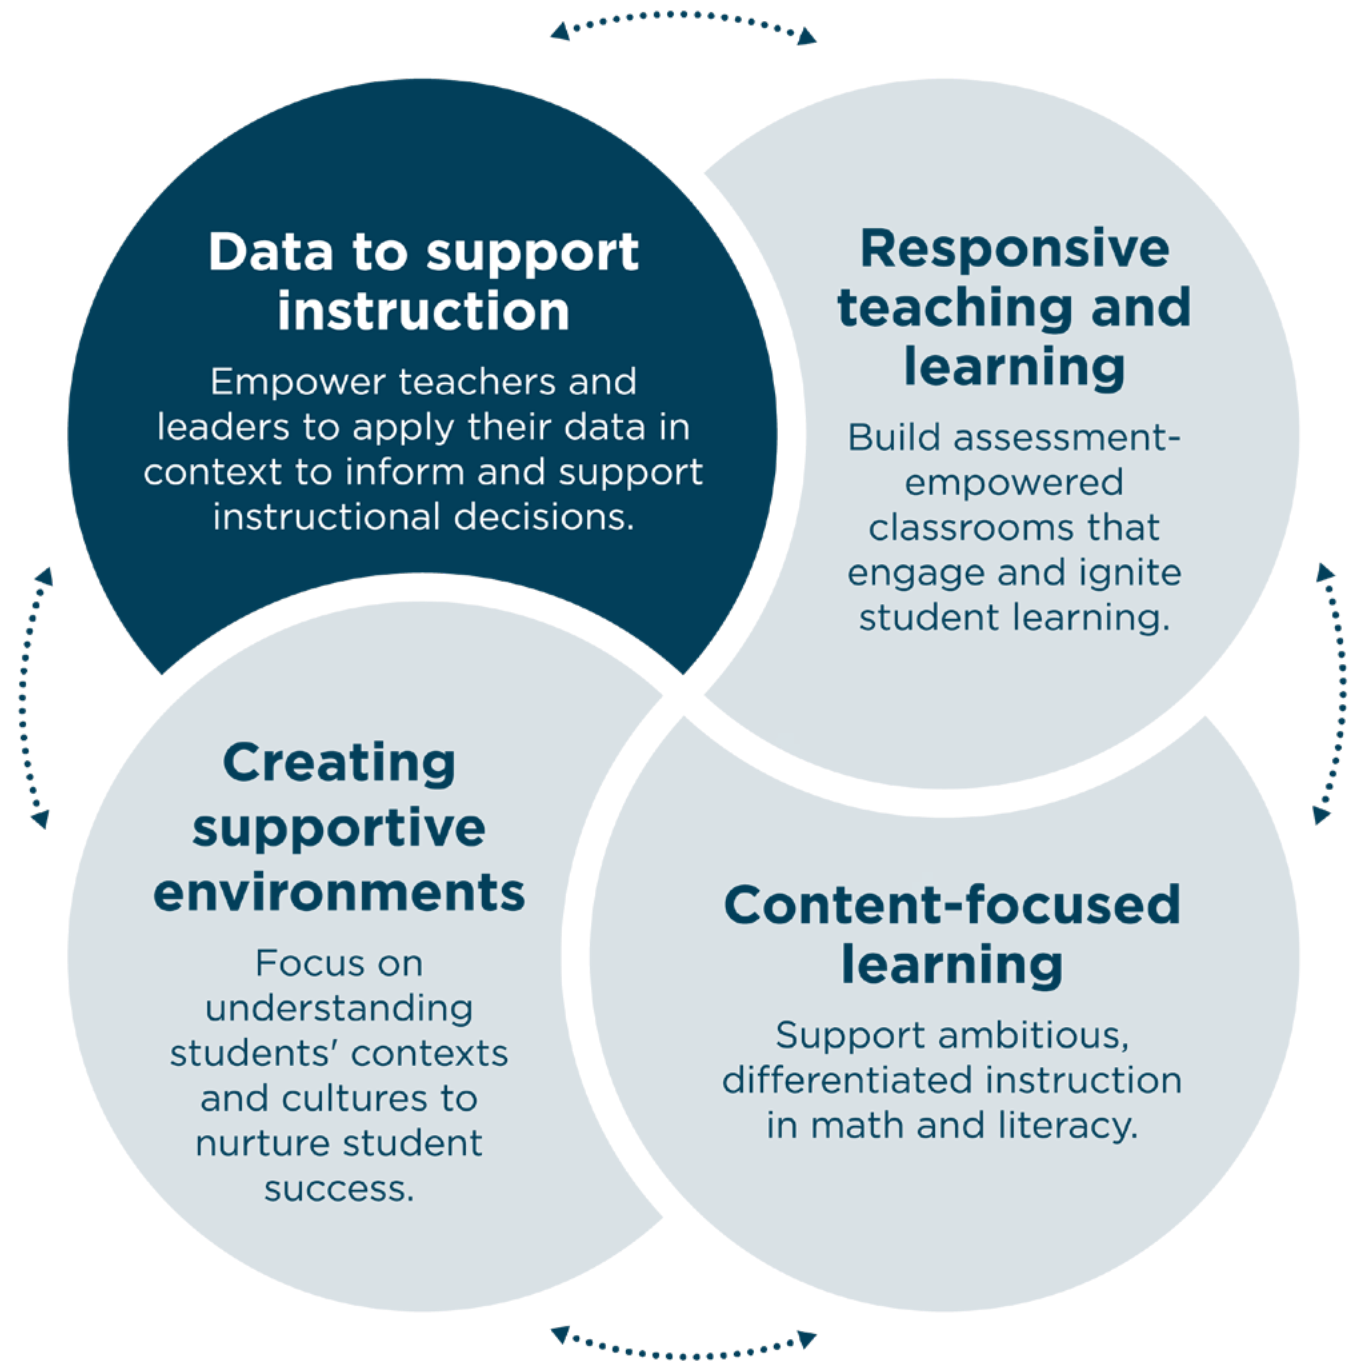 Data to support
instruction
Empower teachers and
leaders to apply their data in
context to inform and support
instructional decisions.
Responsive
teaching and
learning
Build assessment-
empowered
classrooms that
engage and ignite
student learning.
Creating
supportive
environments
Focus on
understanding
students' contexts
and cultures to
nurture student
success.
Content-focused
learning
Support ambitious,
differentiated instruction
in math and literacy.